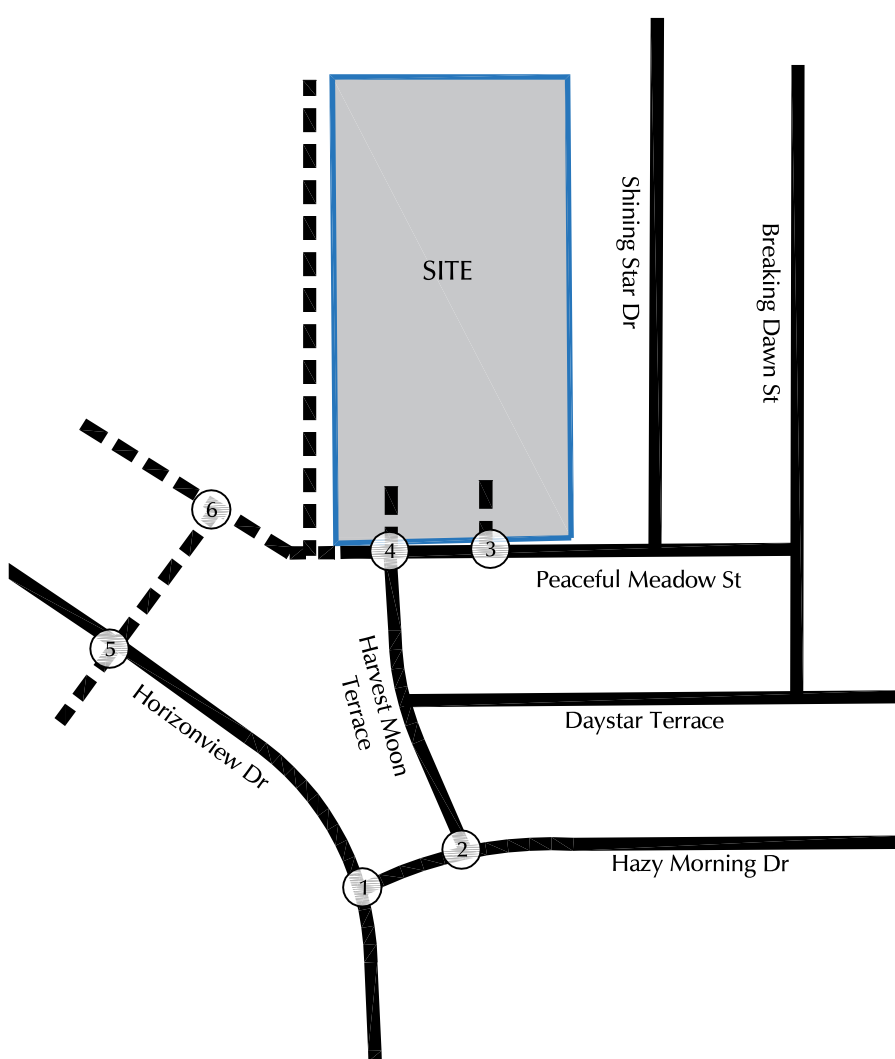 SITE
Shining Star Dr
Breaking Dawn St
6
4
3
Peaceful Meadow St
5
Harvest Moon
Terrace
Horizonview Dr
Daystar Terrace
2
Hazy Morning Dr
1